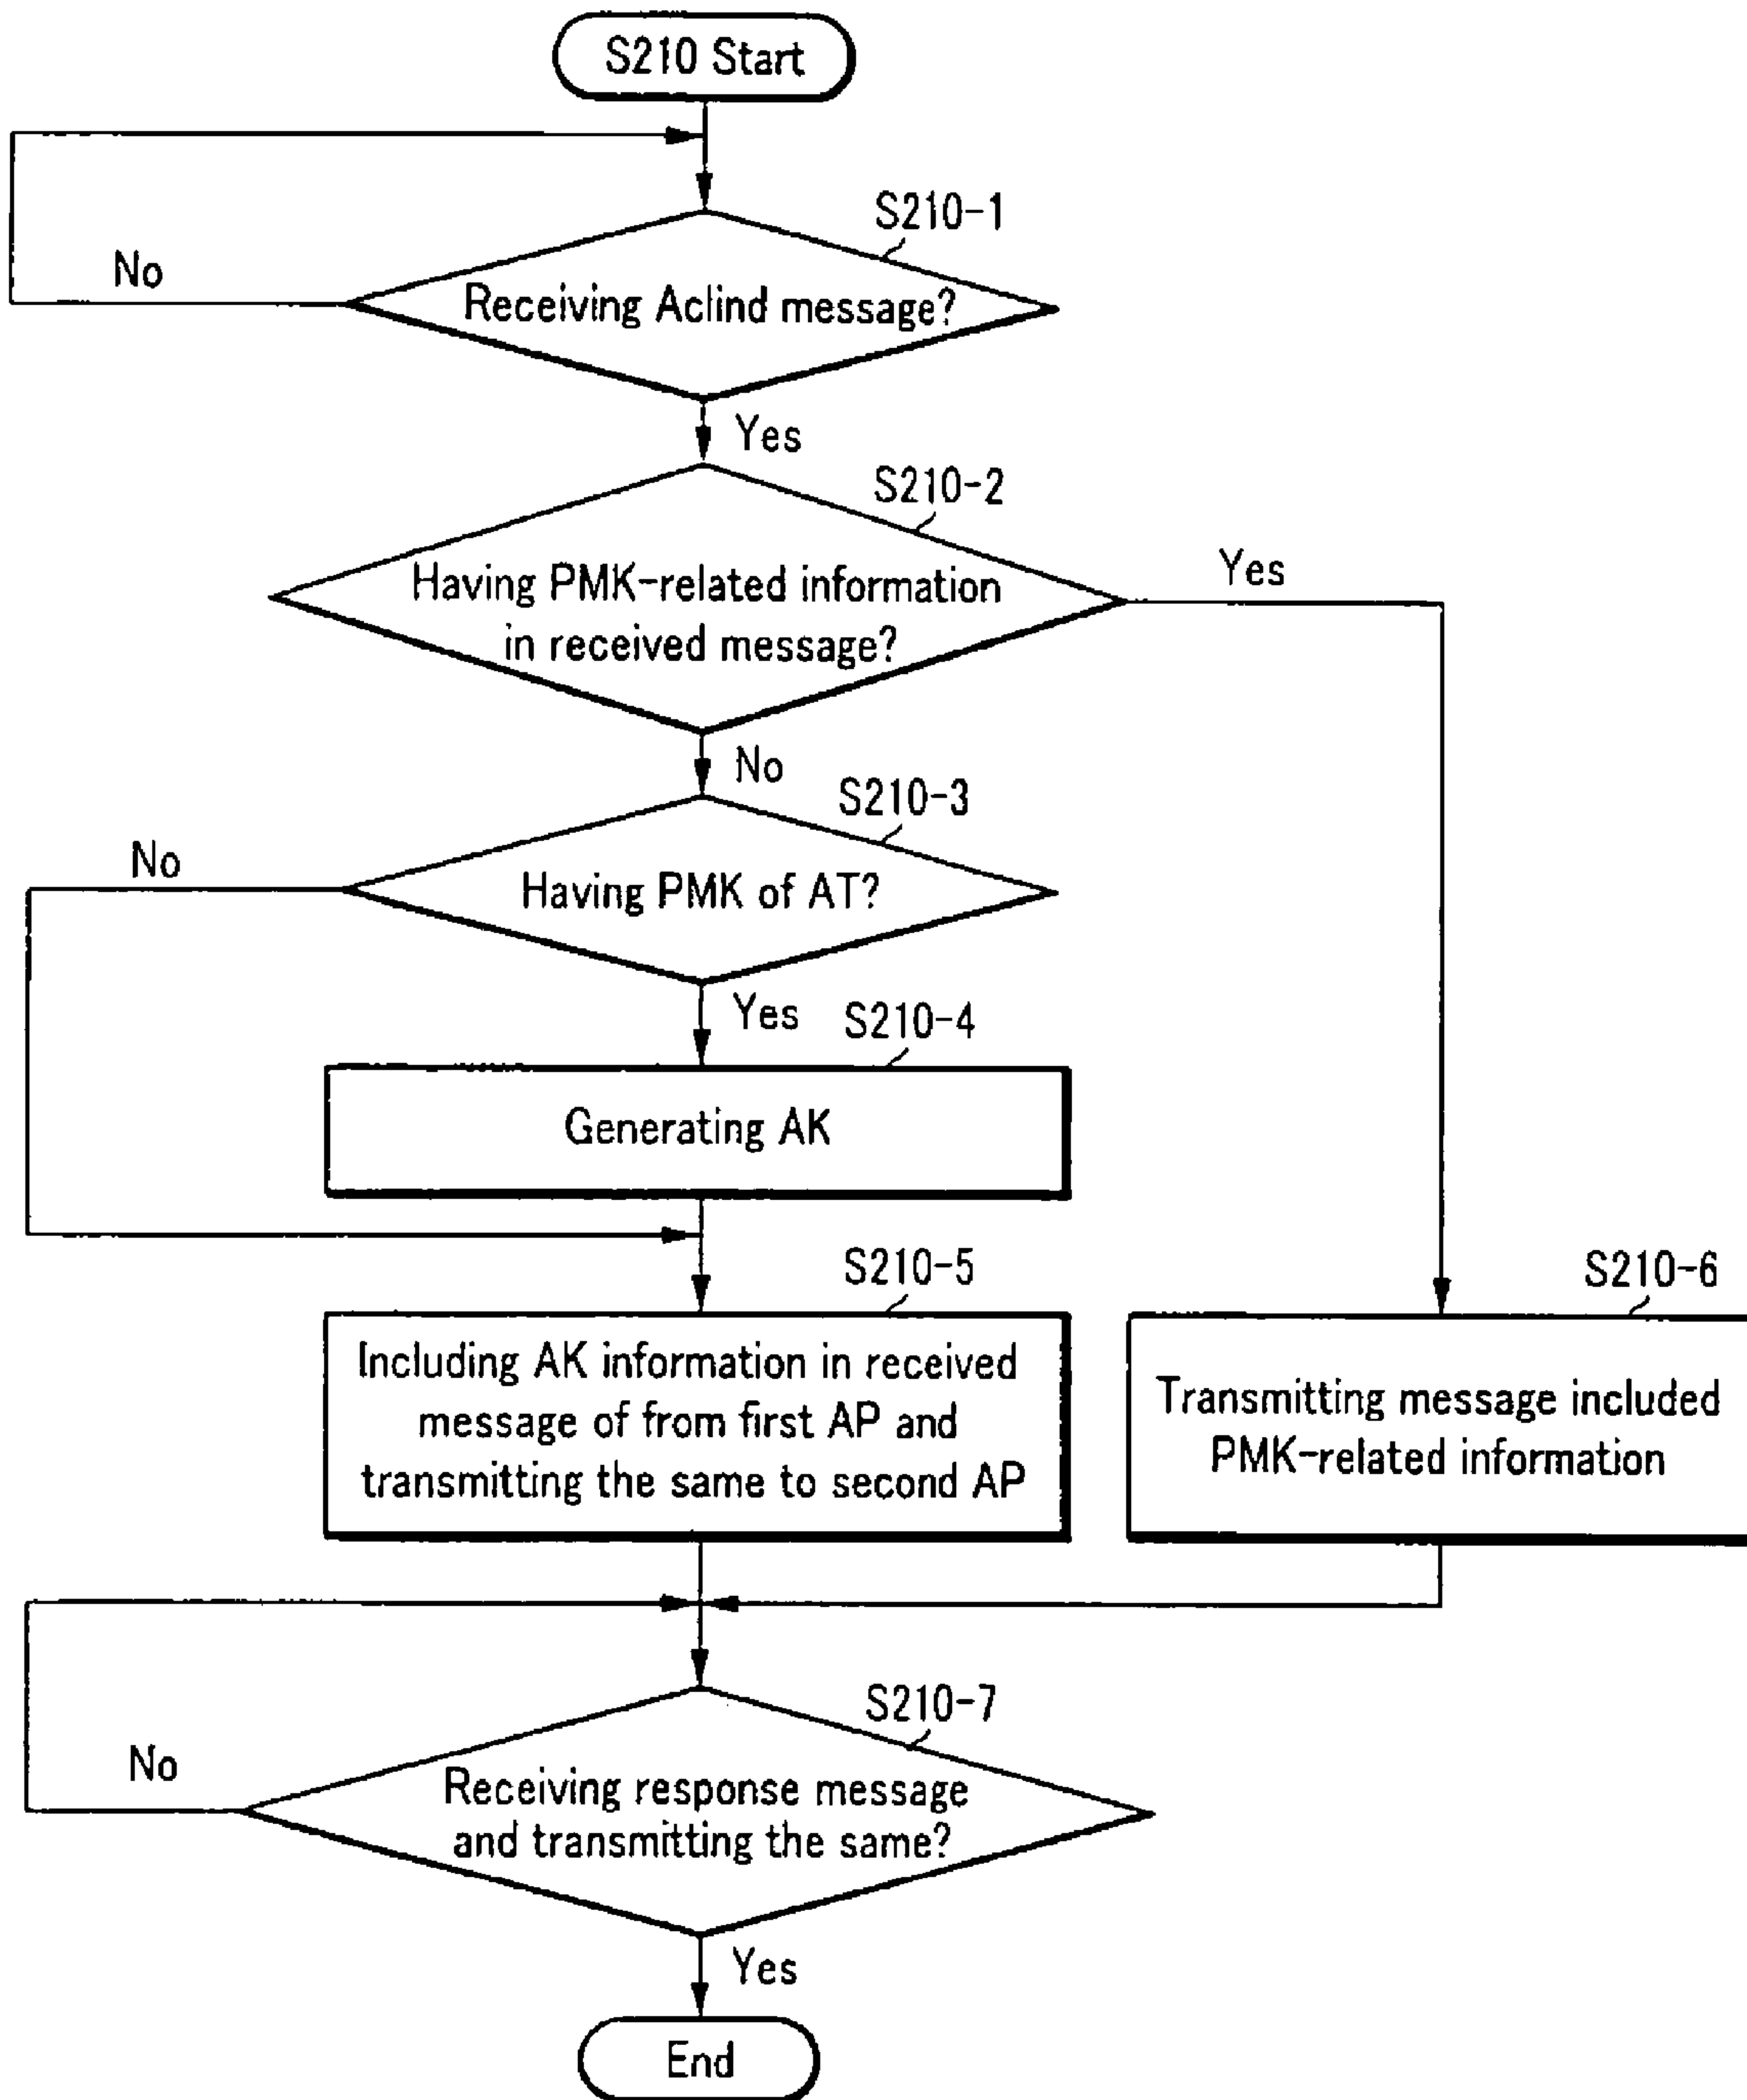 S210 Start
S210-1
No
Receiving Aclind message?
Yes
S210-2
Having PMK-related information
in received message?
Yes
No
S210-3
No
Having PMK of AT?
Yes
S210-4
Generating AK
S210-5
Including AK information in received
message of from first AP and
transmitting the same to second AP
S210-6
Transmitting message included
PMK-related information
S210-7
No
Receiving response message
and transmitting the same?
Yes
End